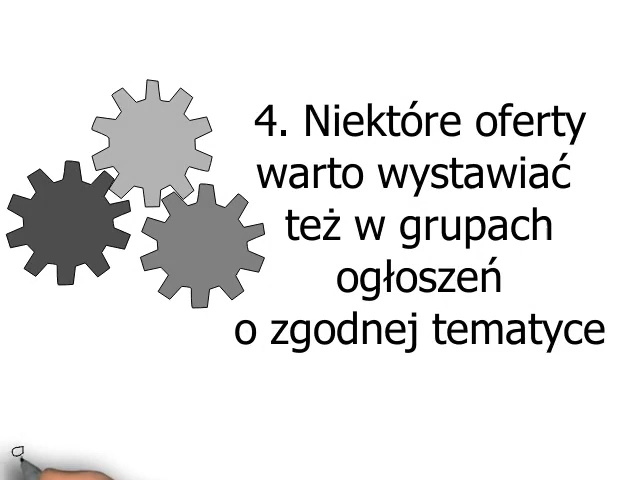 4. Niektóre oferty
warto wystawiać
też w grupach
ogłoszeń
o zgodnej tematyce